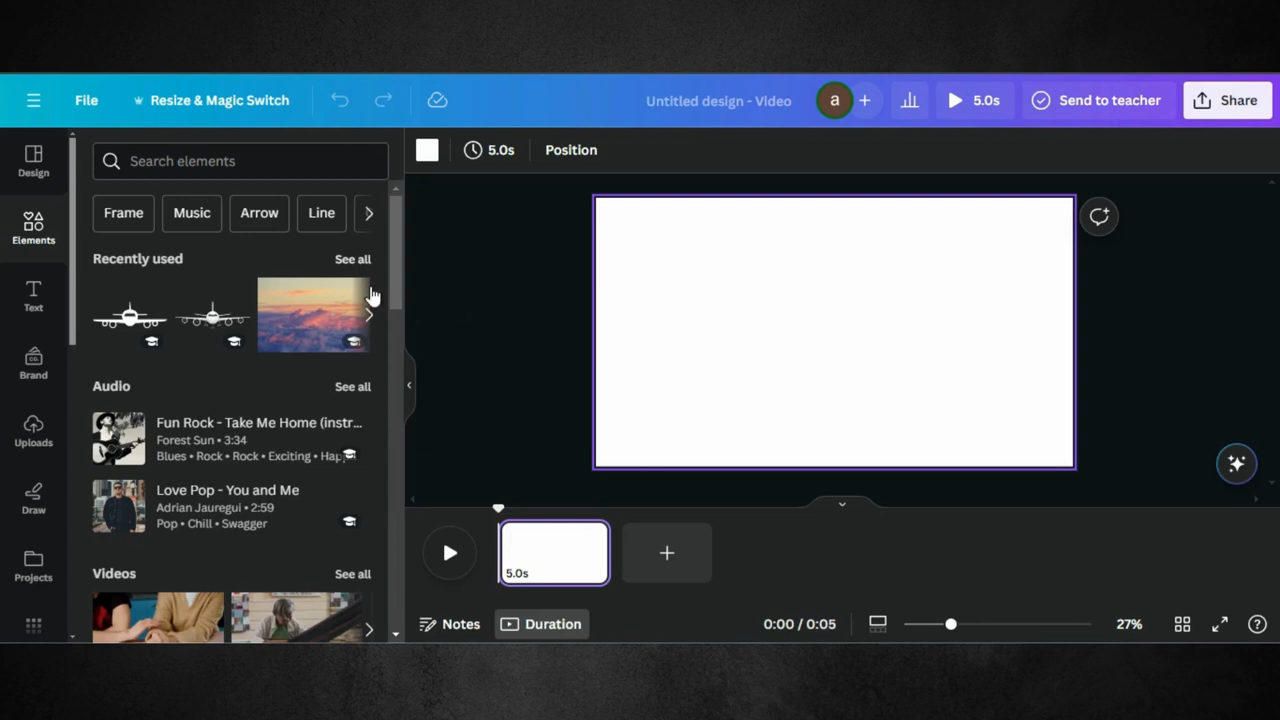 File
Resize & Magic Switch
Untitled design - Video
a
5.0s
Send to teacher
Share
Design
Elements
Text
Brand
Uploads
Draw
Projects
Search elements
Frame
Music
Arrow
Line
Recently used
See all
Audio
See all
Fun Rock - Take Me Home (instr...
Forest Sun • 3:34
Blues • Rock • Rock • Exciting • Hap
Love Pop - You and Me
Adrian Jauregui • 2:59
Pop • Chill • Swagger
Videos
See all
5.0s
Position
5.0s
Notes
Duration
0:00 / 0:05
27%